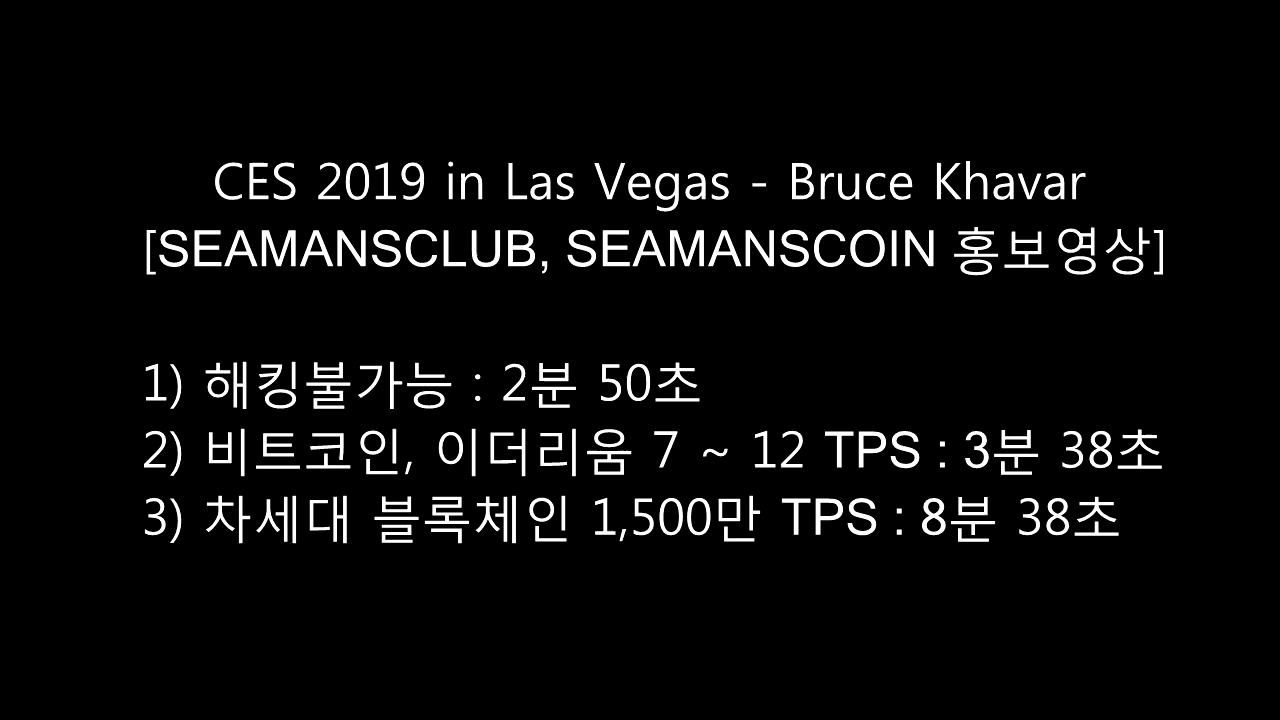 CES 2019 in Las Vegas - Bruce Khavar
[SEAMANSCLUB, SEAMANSCOIN 홍보영상]
1) 해킹불가능 : 2분 50초
2) 비트코인, 이더리움 7 ~ 12 TPS : 3분 38초
3) 차세대 블록체인 1,500만 TPS : 8분 38초